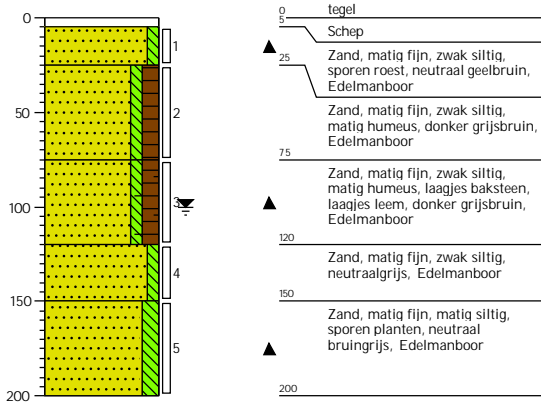 0
50
100
150
200
1
2
3
4
5
0
tegel
5
Schep
25
Zand, matig fijn, zwak siltig,
sporen roest, neutraal geelbruin,
Edelmanboor
Zand, matig fijn, zwak siltig,
matig humeus, donker grijsbruin,
Edelmanboor
75
Zand, matig fijn, zwak siltig,
matig humeus, laagjes baksteen,
laagjes leem, donker grijsbruin,
Edelmanboor
120
Zand, matig fijn, zwak siltig,
neutraalgrijs, Edelmanboor
150
Zand, matig fijn, matig siltig,
sporen planten, neutraal
bruingrijs, Edelmanboor
200